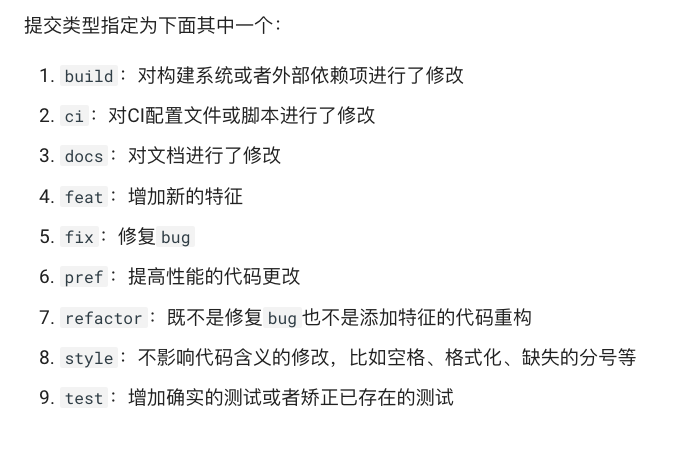 提交类型指定为下面其中一个：
1. build： 对构建系统或者外部依赖项进行了修改
2. ci： 对CI配置文件或脚本进行了修改
3. docs： 对文档进行了修改
4. feat： 增加新的特征
5. fix： 修复 bug
6. pref： 提高性能的代码更改
7. refactor： 既不是修复 bug 也不是添加特征的代码重构
8. style： 不影响代码含义的修改，比如空格、格式化、缺失的分号等
9. test： 增加确实的测试或者矫正已存在的测试